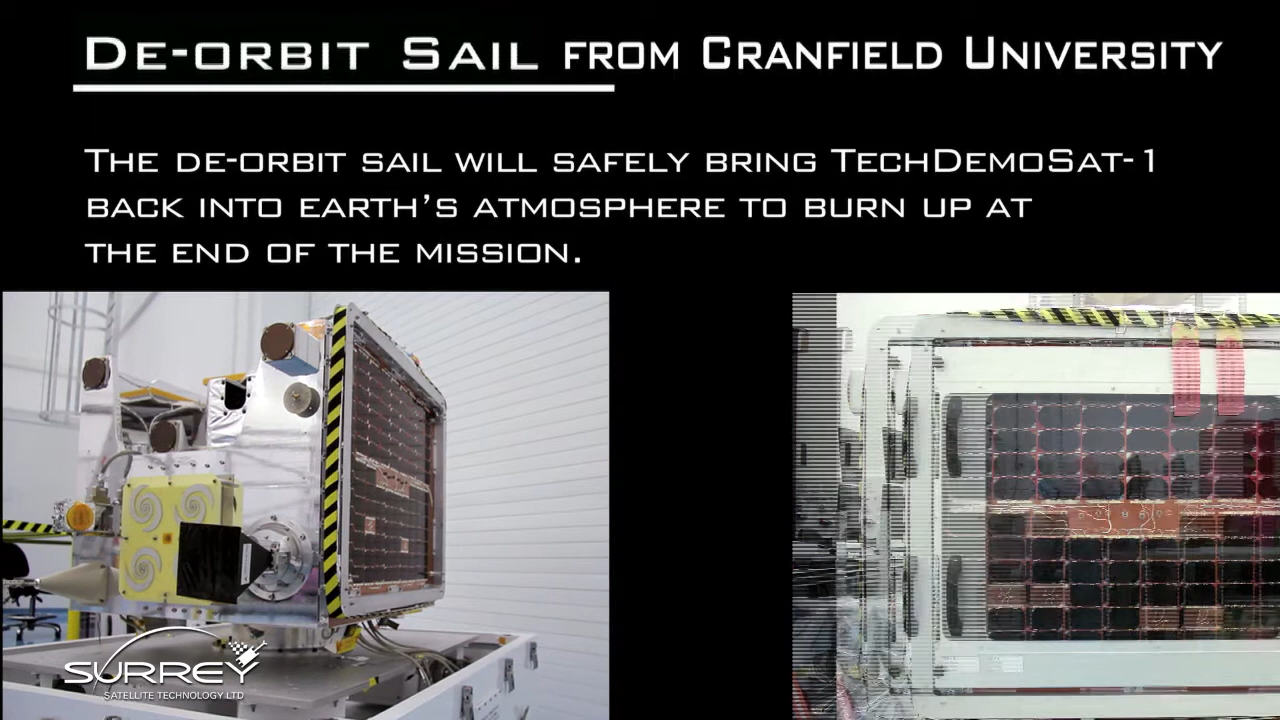 De-orbit Sail from Cranfield University
The de-orbit sail will safely bring TechDemoSat-1
back into Earth's atmosphere to burn up at
the end of the mission.
SURREY
SATELLITE TECHNOLOGY LTD